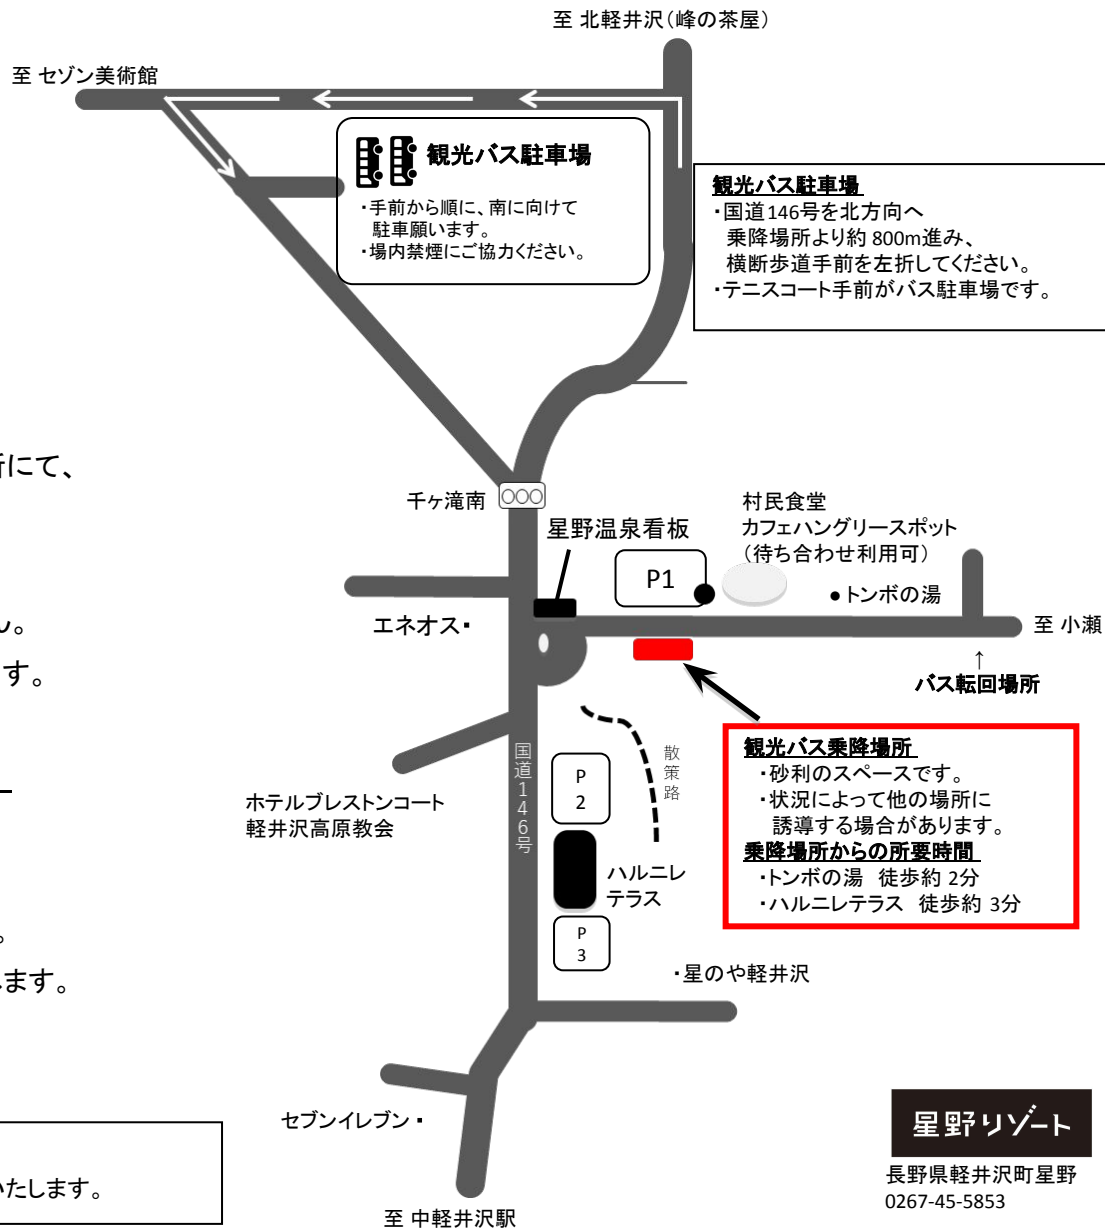 至 北軽井沢(峰の茶屋)
至 セゾン美術館
観光バス駐車場
・手前から順に、南に向けて
駐車願います。
・場内禁煙にご協力ください。
観光バス駐車場
・国道146号を北方向へ
乗降場所より約 800m進み、
横断歩道手前を左折してください。
・テニスコート手前がバス駐車場です。
所にて、
千ヶ滝南
星野温泉看板
村民食堂
カフェハングリースポット
(待ち合わせ利用可)
P1
●トンボの湯
エネオス・
ん。
至 小瀬
す。
↑
バス転回場所
観光バス乗降場所
・砂利のスペースです。
・状況によって他の場所に
誘導する場合があります。
乗降場所からの所要時間
・トンボの湯 徒歩約 2分
・ハルニレテラス 徒歩約 3分
国道146号
散策路
P
2
ホテルブレストンコート
軽井沢高原教会
ハルニレ
テラス
P
3
。
ます。
・星のや軽井沢
セブンイレブン・
星野リゾート
長野県軽井沢町星野
0267-45-5853
いたします。
至 中軽井沢駅